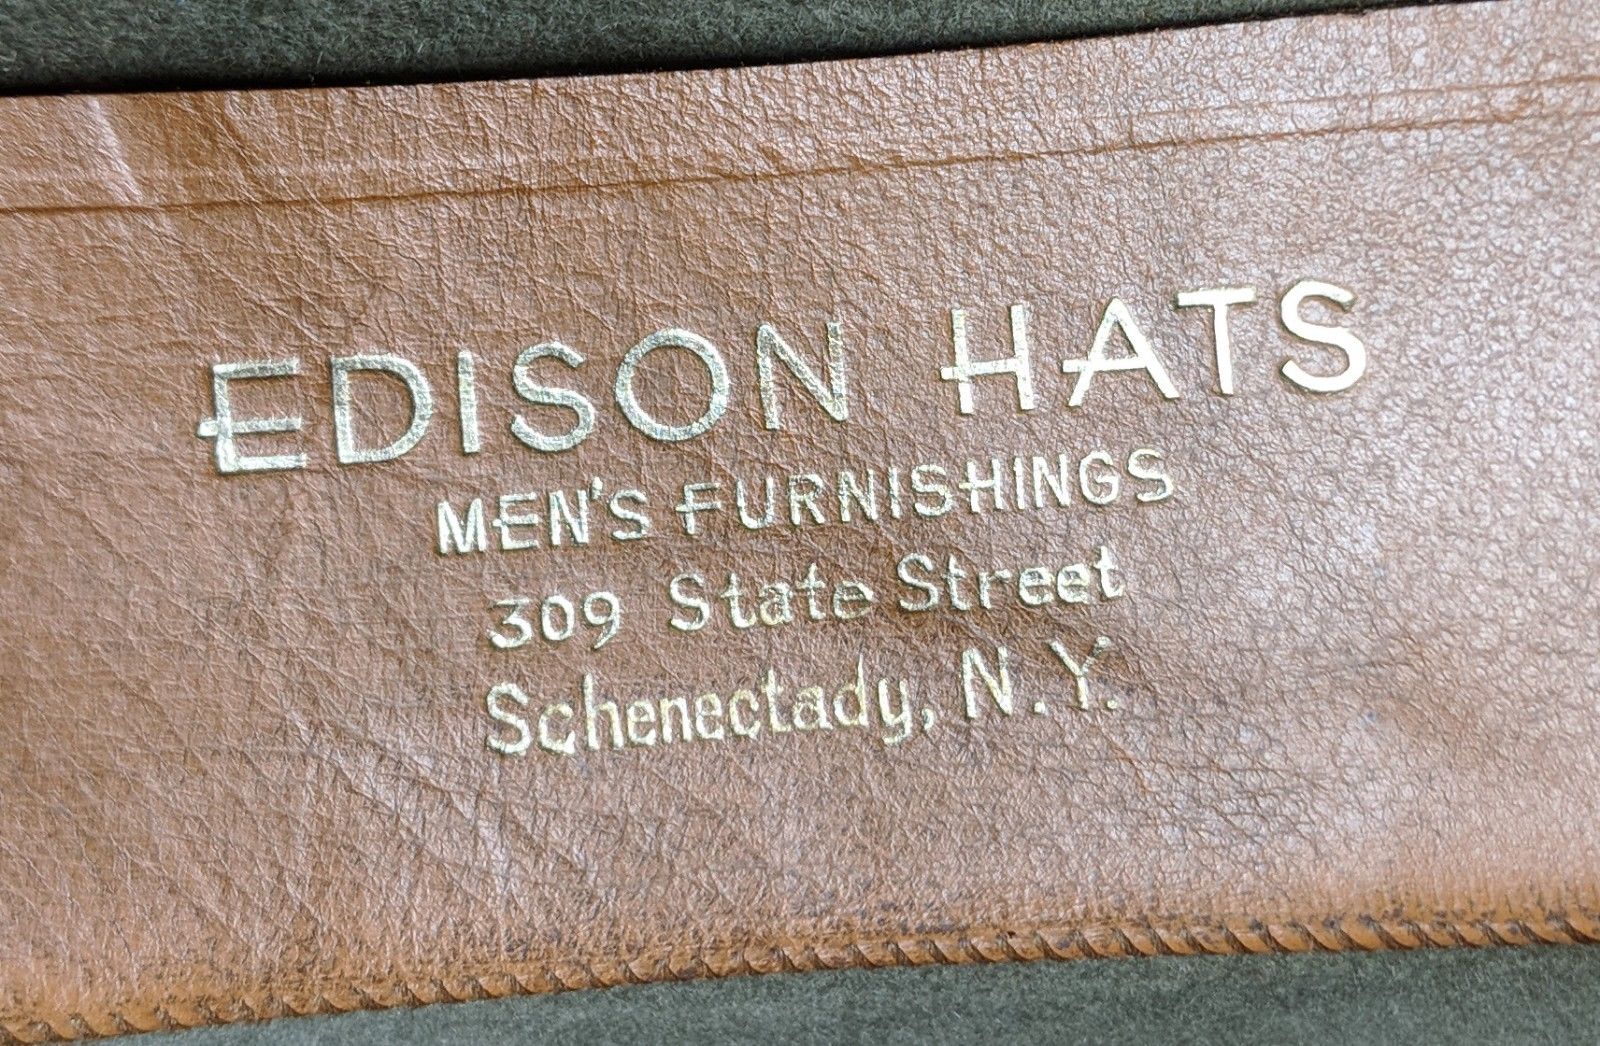 EDISON HATS
MEN'S FURNISHINGS
309 State Street
Schenectady, N.Y.